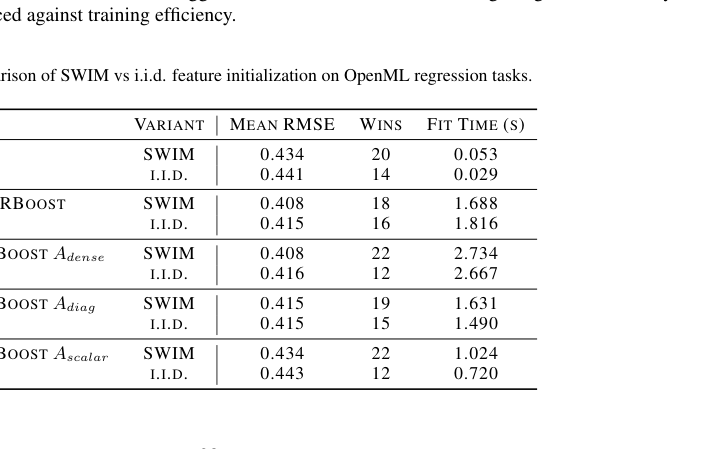 ced against training efficiency.
rison of SWIM vs i.i.d. feature initialization on OpenML regression tasks.
VARIANT MEAN RMSE WINS FIT TIME (S)
SWIM 0.434 20 0.053
I.I.D. 0.441 14 0.029
RBOOST SWIM 0.408 18 1.688
I.I.D. 0.415 16 1.816
BOOST A_dense SWIM 0.408 22 2.734
I.I.D. 0.416 12 2.667
BOOST A_diag SWIM 0.415 19 1.631
I.I.D. 0.415 15 1.490
BOOST A_scalar SWIM 0.434 22 1.024
I.I.D. 0.443 12 0.720